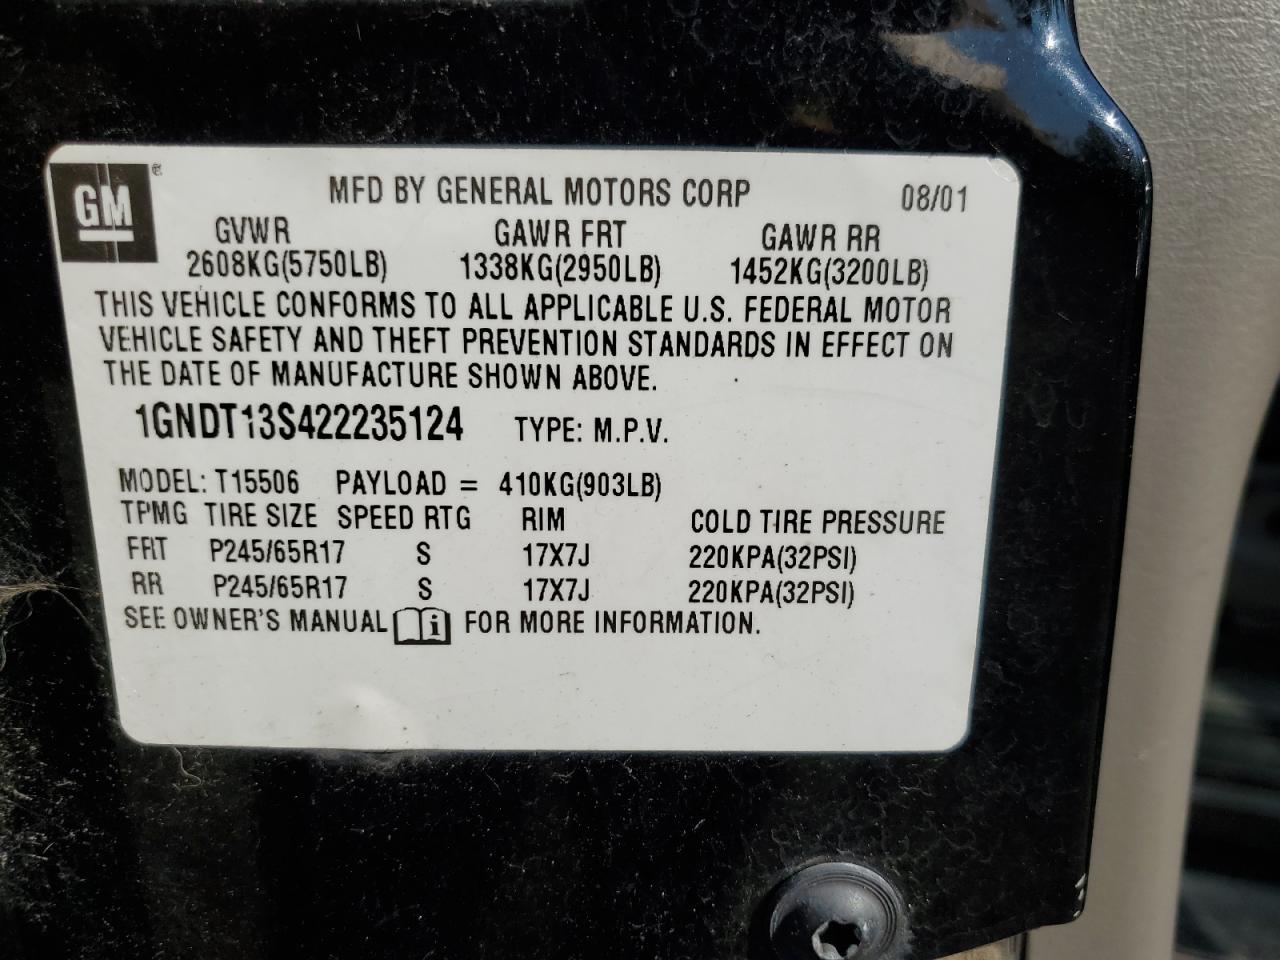 GM®
MFD BY GENERAL MOTORS CORP 08/01
GVWR GAWR FRT GAWR RR
2608KG(5750LB) 1338KG(2950LB) 1452KG(3200LB)
THIS VEHICLE CONFORMS TO ALL APPLICABLE U.S. FEDERAL MOTOR
VEHICLE SAFETY AND THEFT PREVENTION STANDARDS IN EFFECT ON
THE DATE OF MANUFACTURE SHOWN ABOVE.
1GNDT13S422235124 TYPE: M.P.V.
MODEL: T15506 PAYLOAD = 410KG(903LB)
TPMG TIRE SIZE SPEED RTG RIM COLD TIRE PRESSURE
FRT P245/65R17 S 17X7J 220KPA(32PSI)
RR P245/65R17 S 17X7J 220KPA(32PSI)
SEE OWNER'S MANUAL i FOR MORE INFORMATION.